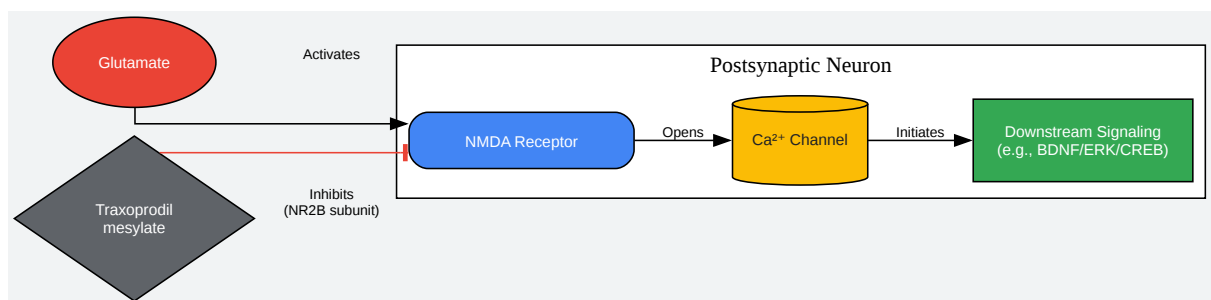 Glutamate
Activates
Postsynaptic Neuron
NMDA Receptor
Opens
Ca²⁺ Channel
Initiates
Downstream Signaling
(e.g., BDNF/ERK/CREB)
Inhibits
(NR2B subunit)
Traxoprodil
mesylate